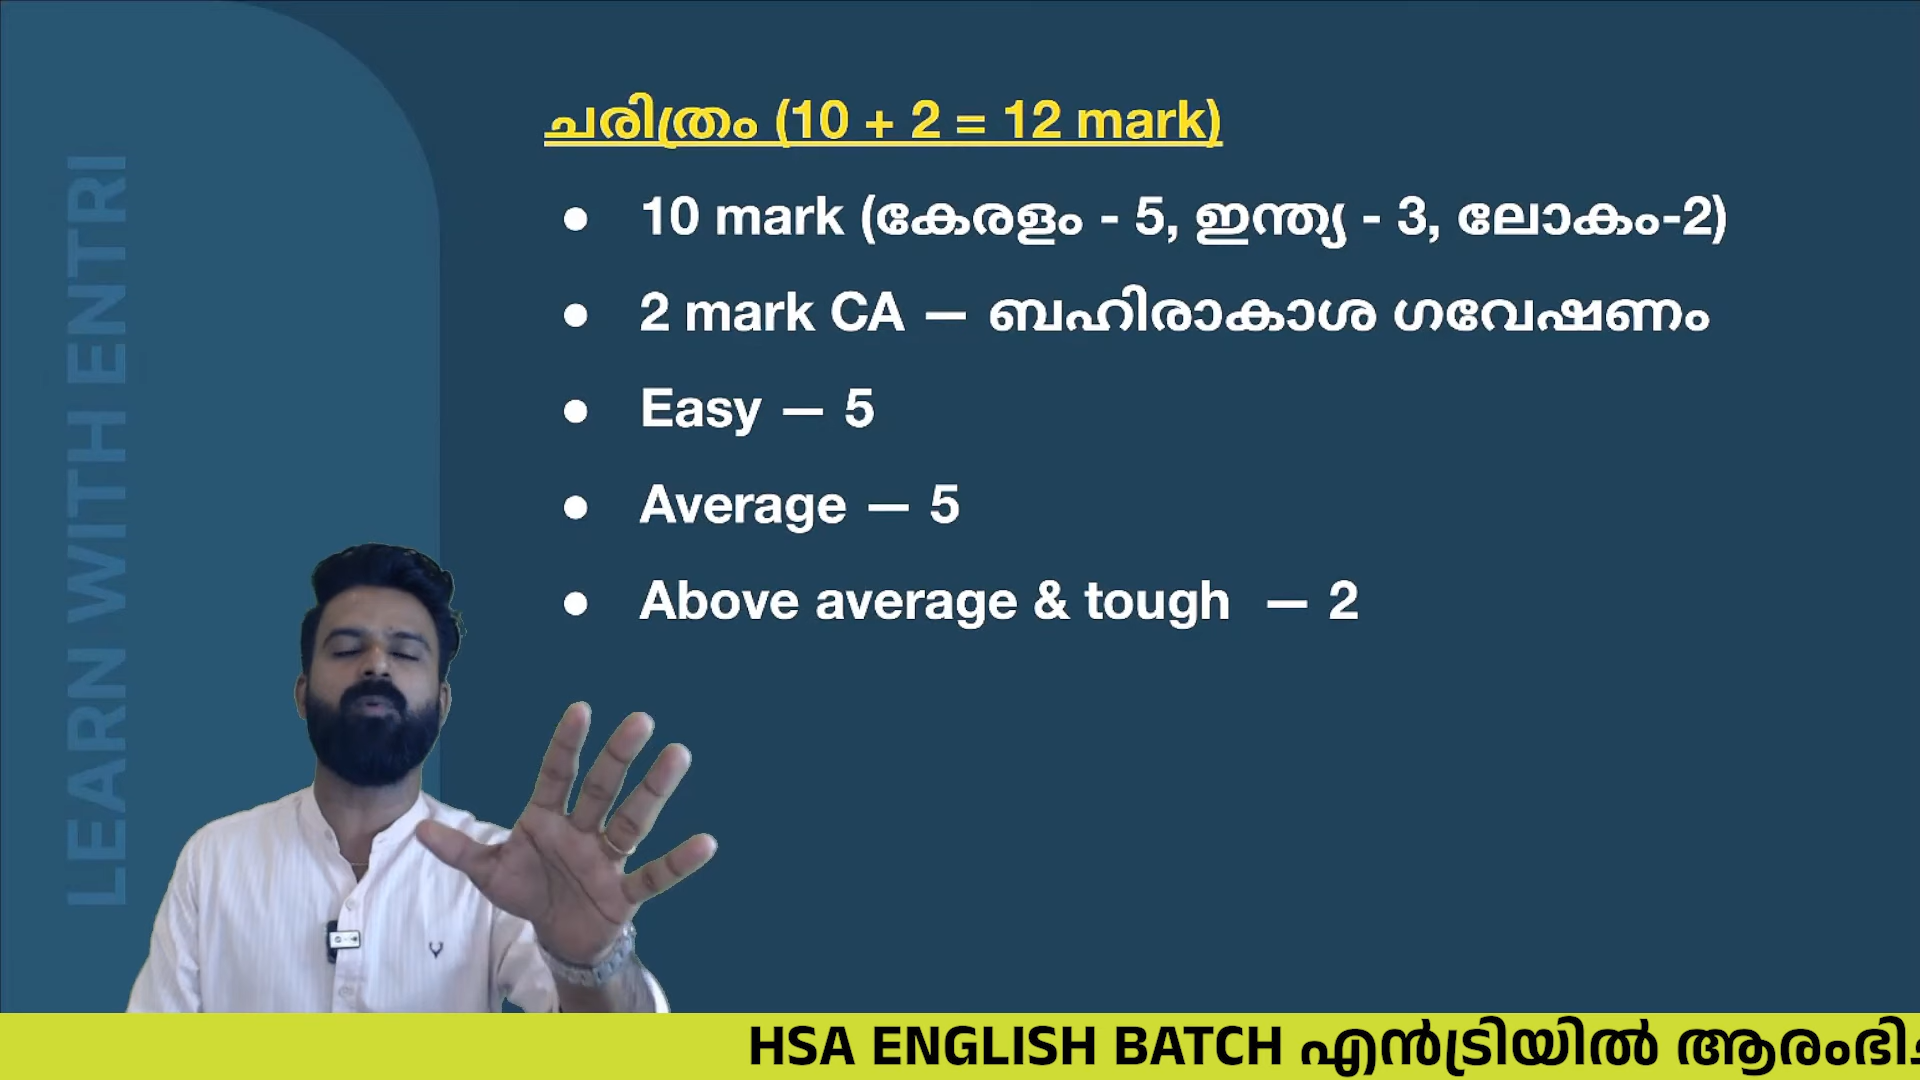 LEARN WITH ENTRI
ചരിത്രം (10 + 2 = 12 mark)
● 10 mark (കേരളം - 5, ഇന്ത്യ - 3, ലോകം-2)
● 2 mark CA — ബഹിരാകാശ ഗവേഷണം
● Easy — 5
● Average — 5
● Above average & tough — 2
HSA ENGLISH BATCH എൻട്രിയിൽ